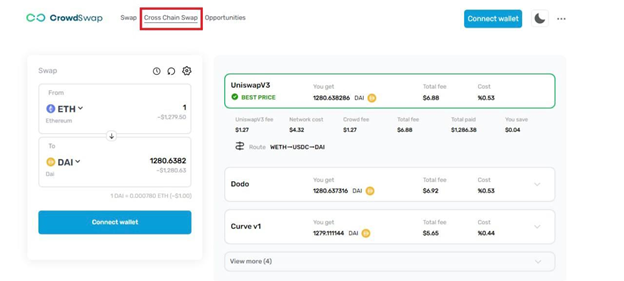 CrowdSwap Swap Cross Chain Swap Opportunities Connect wallet
Swap
From
ETH 1
Ethereum ~$1,279.50
To
DAI 1280.6382
Dai ~$1,280.63
1 DAI = 0.000780 ETH (~$1.00)
Connect wallet
UniswapV3 You get Total fee Cost
BEST PRICE 1280.638286 DAI $6.88 %0.53
UniswapV3 fee Network cost Crowd fee Total fee Total paid You save
$1.27 $4.32 $1.27 $6.88 $1,286.38 $0.04
Route WETH→USDC→DAI
You get Total fee Cost
Dodo 1280.637316 DAI $6.92 %0.53
You get Total fee Cost
Curve v1 1279.111144 DAI $5.65 %0.44
View more (4)